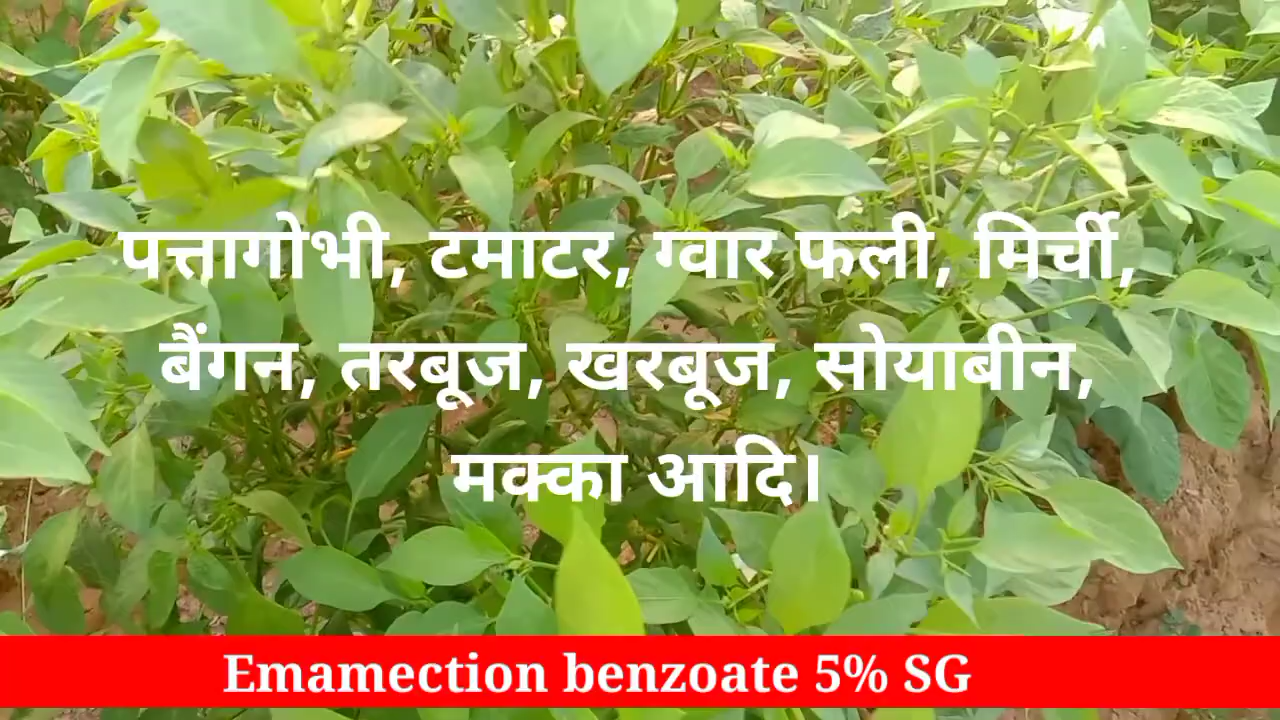 पत्तागोभी, टमाटर, ग्वार फली, मिर्ची,
बैंगन, तरबूज, खरबूज, सोयाबीन,
मक्का आदि।
Emamection benzoate 5% SG